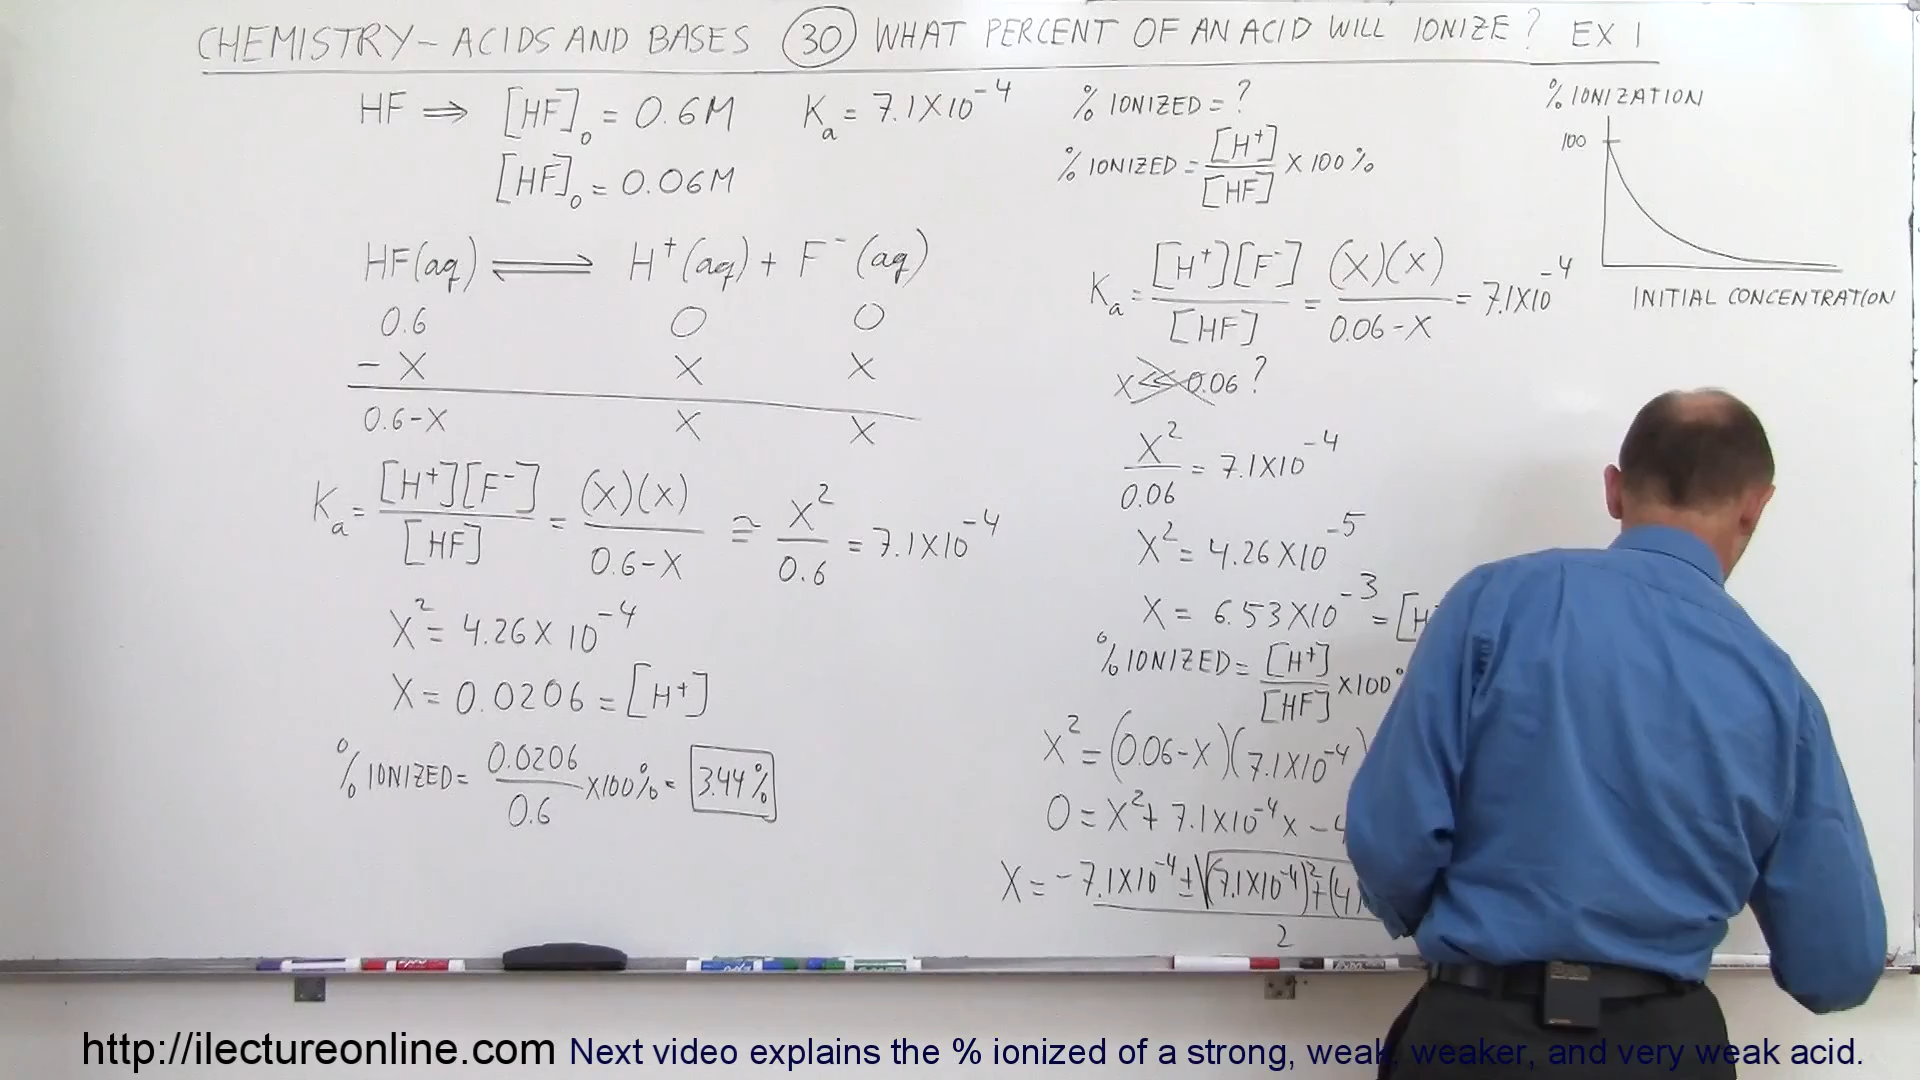 CHEMISTRY – ACIDS AND BASES (30) WHAT PERCENT OF AN ACID WILL IONIZE? EX 1
HF ⇒ [HF]₀ = 0.6M Kₐ = 7.1X10⁻⁴
[HF]₀ = 0.06M
HF(aq) ⇌ H⁺(aq) + F⁻(aq)
0.6 0 0
– X X X
0.6-X X X
Kₐ = [H⁺][F⁻] / [HF] = (X)(X) / 0.6-X ≅ X² / 0.6 = 7.1X10⁻⁴
X² = 4.26X10⁻⁴
X = 0.0206 = [H⁺]
% IONIZED = 0.0206 / 0.6 X100% = 3.44%
% IONIZED = ?
% IONIZED = [H⁺] / [HF] X 100%
Kₐ = [H⁺][F⁻] / [HF] = (X)(X) / 0.06-X = 7.1X10⁻⁴
X << 0.06 ?
X² / 0.06 = 7.1X10⁻⁴
X² = 4.26X10⁻⁵
X = 6.53X10⁻³ = [H
% IONIZED = [H⁺] / [HF] X100
X² = (0.06-X)(7.1X10⁻⁴)
0 = X² + 7.1X10⁻⁴X – 4
X = -7.1X10⁻⁴ ± √(7.1X10⁻⁴)² + (4 / 2
% IONIZATION
100
INITIAL CONCENTRATION
http://ilectureonline.com Next video explains the % ionized of a strong, weak, weaker, and very weak acid.